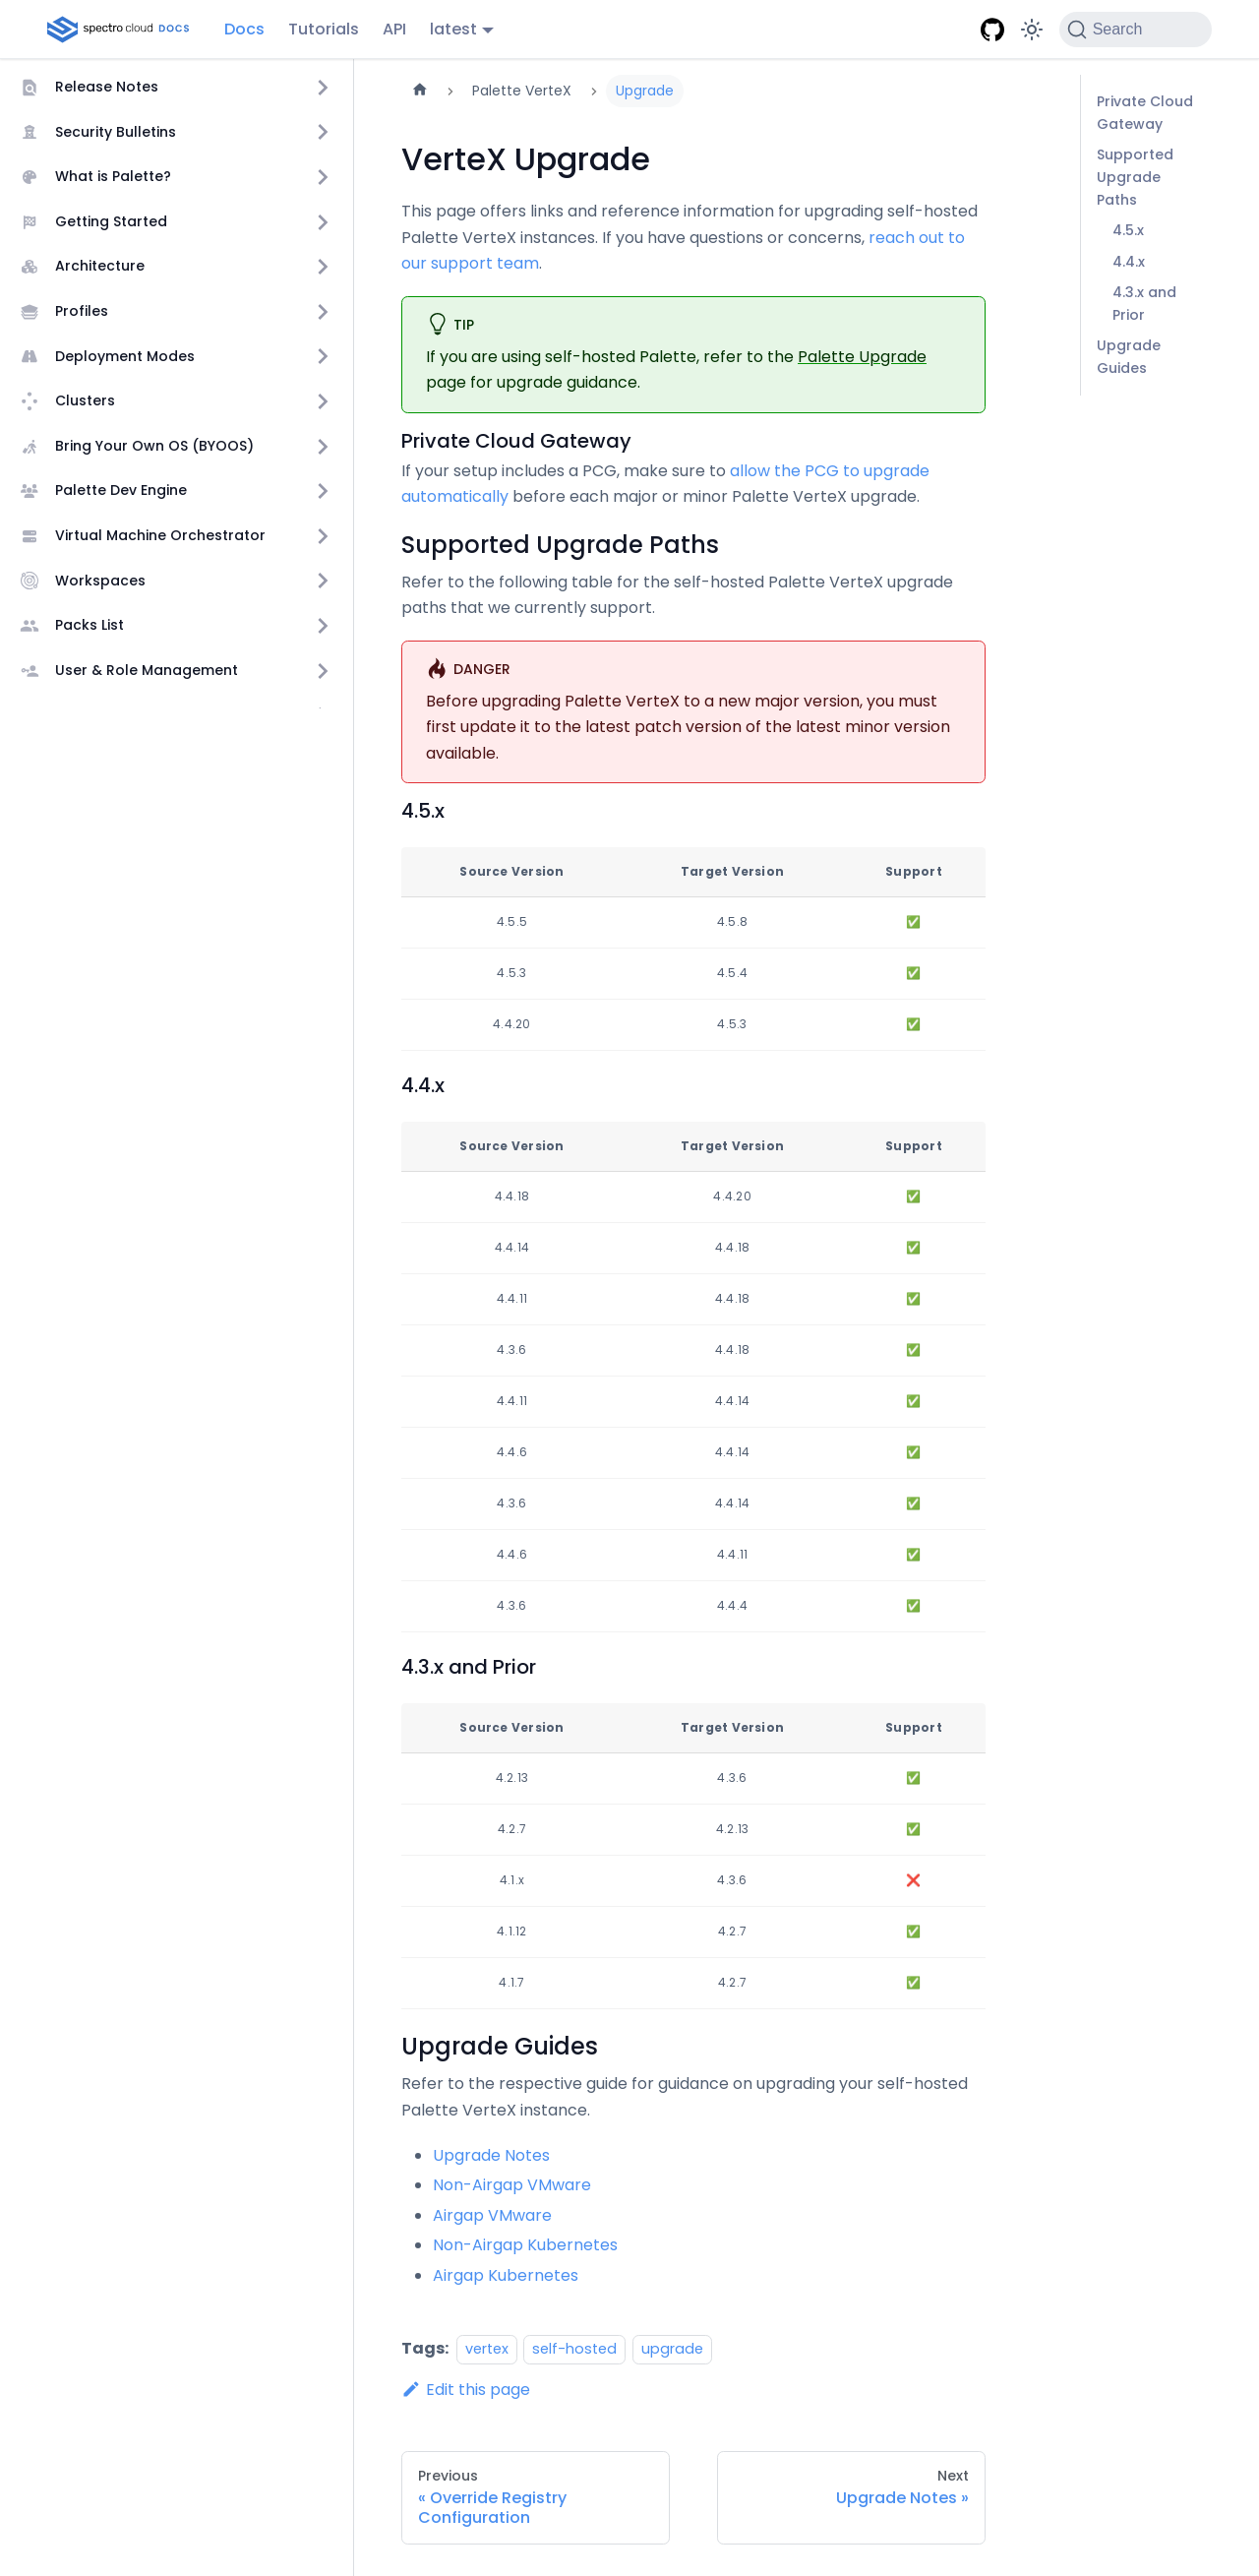 spectro cloud DOCS
Docs
Tutorials
API
latest
Search
Release Notes
Security Bulletins
What is Palette?
Getting Started
Architecture
Profiles
Deployment Modes
Clusters
Bring Your Own OS (BYOOS)
Palette Dev Engine
Virtual Machine Orchestrator
Workspaces
Packs List
User & Role Management
Palette VerteX
Upgrade
VerteX Upgrade
This page offers links and reference information for upgrading self-hosted
Palette VerteX instances. If you have questions or concerns, reach out to
our support team.
TIP
If you are using self-hosted Palette, refer to the Palette Upgrade
page for upgrade guidance.
Private Cloud Gateway
If your setup includes a PCG, make sure to allow the PCG to upgrade
automatically before each major or minor Palette VerteX upgrade.
Supported Upgrade Paths
Refer to the following table for the self-hosted Palette VerteX upgrade
paths that we currently support.
DANGER
Before upgrading Palette VerteX to a new major version, you must
first update it to the latest patch version of the latest minor version
available.
4.5.x
Source Version Target Version Support
4.5.5 4.5.8 ✅
4.5.3 4.5.4 ✅
4.4.20 4.5.3 ✅
4.4.x
Source Version Target Version Support
4.4.18 4.4.20 ✅
4.4.14 4.4.18 ✅
4.4.11 4.4.18 ✅
4.3.6 4.4.18 ✅
4.4.11 4.4.14 ✅
4.4.6 4.4.14 ✅
4.3.6 4.4.14 ✅
4.4.6 4.4.11 ✅
4.3.6 4.4.4 ✅
4.3.x and Prior
Source Version Target Version Support
4.2.13 4.3.6 ✅
4.2.7 4.2.13 ✅
4.1.x 4.3.6 ❌
4.1.12 4.2.7 ✅
4.1.7 4.2.7 ✅
Upgrade Guides
Refer to the respective guide for guidance on upgrading your self-hosted
Palette VerteX instance.
Upgrade Notes
Non-Airgap VMware
Airgap VMware
Non-Airgap Kubernetes
Airgap Kubernetes
Tags: vertex self-hosted upgrade
Edit this page
Previous
« Override Registry
Configuration
Next
Upgrade Notes »
Private Cloud
Gateway
Supported
Upgrade
Paths
4.5.x
4.4.x
4.3.x and
Prior
Upgrade
Guides